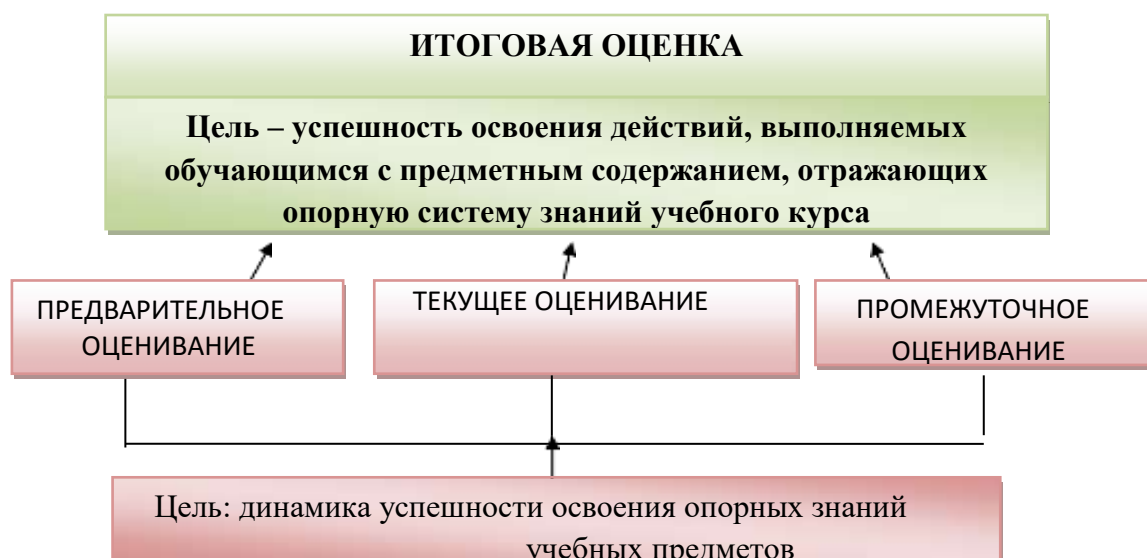 ИТОГОВАЯ ОЦЕНКА
Цель – успешность освоения действий, выполняемых
обучающимся с предметным содержанием, отражающих
опорную систему знаний учебного курса
ПРЕДВАРИТЕЛЬНОЕ
ОЦЕНИВАНИЕ
ТЕКУЩЕЕ ОЦЕНИВАНИЕ
ПРОМЕЖУТОЧНОЕ
ОЦЕНИВАНИЕ
Цель: динамика успешности освоения опорных знаний
учебных предметов